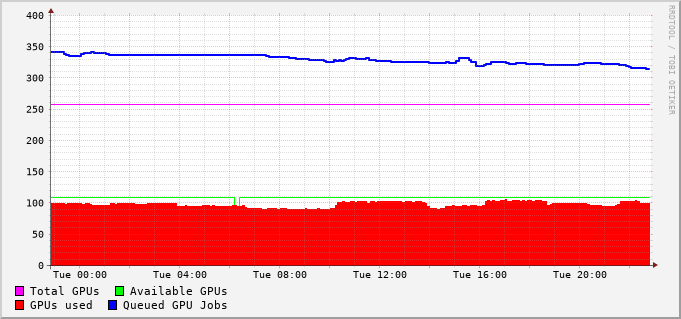 RRDTOOL / TOBI OETIKER
400
350
300
250
200
150
100
50
0
Tue 00:00 Tue 04:00 Tue 08:00 Tue 12:00 Tue 16:00 Tue 20:00
Total GPUs Available GPUs
GPUs used Queued GPU Jobs